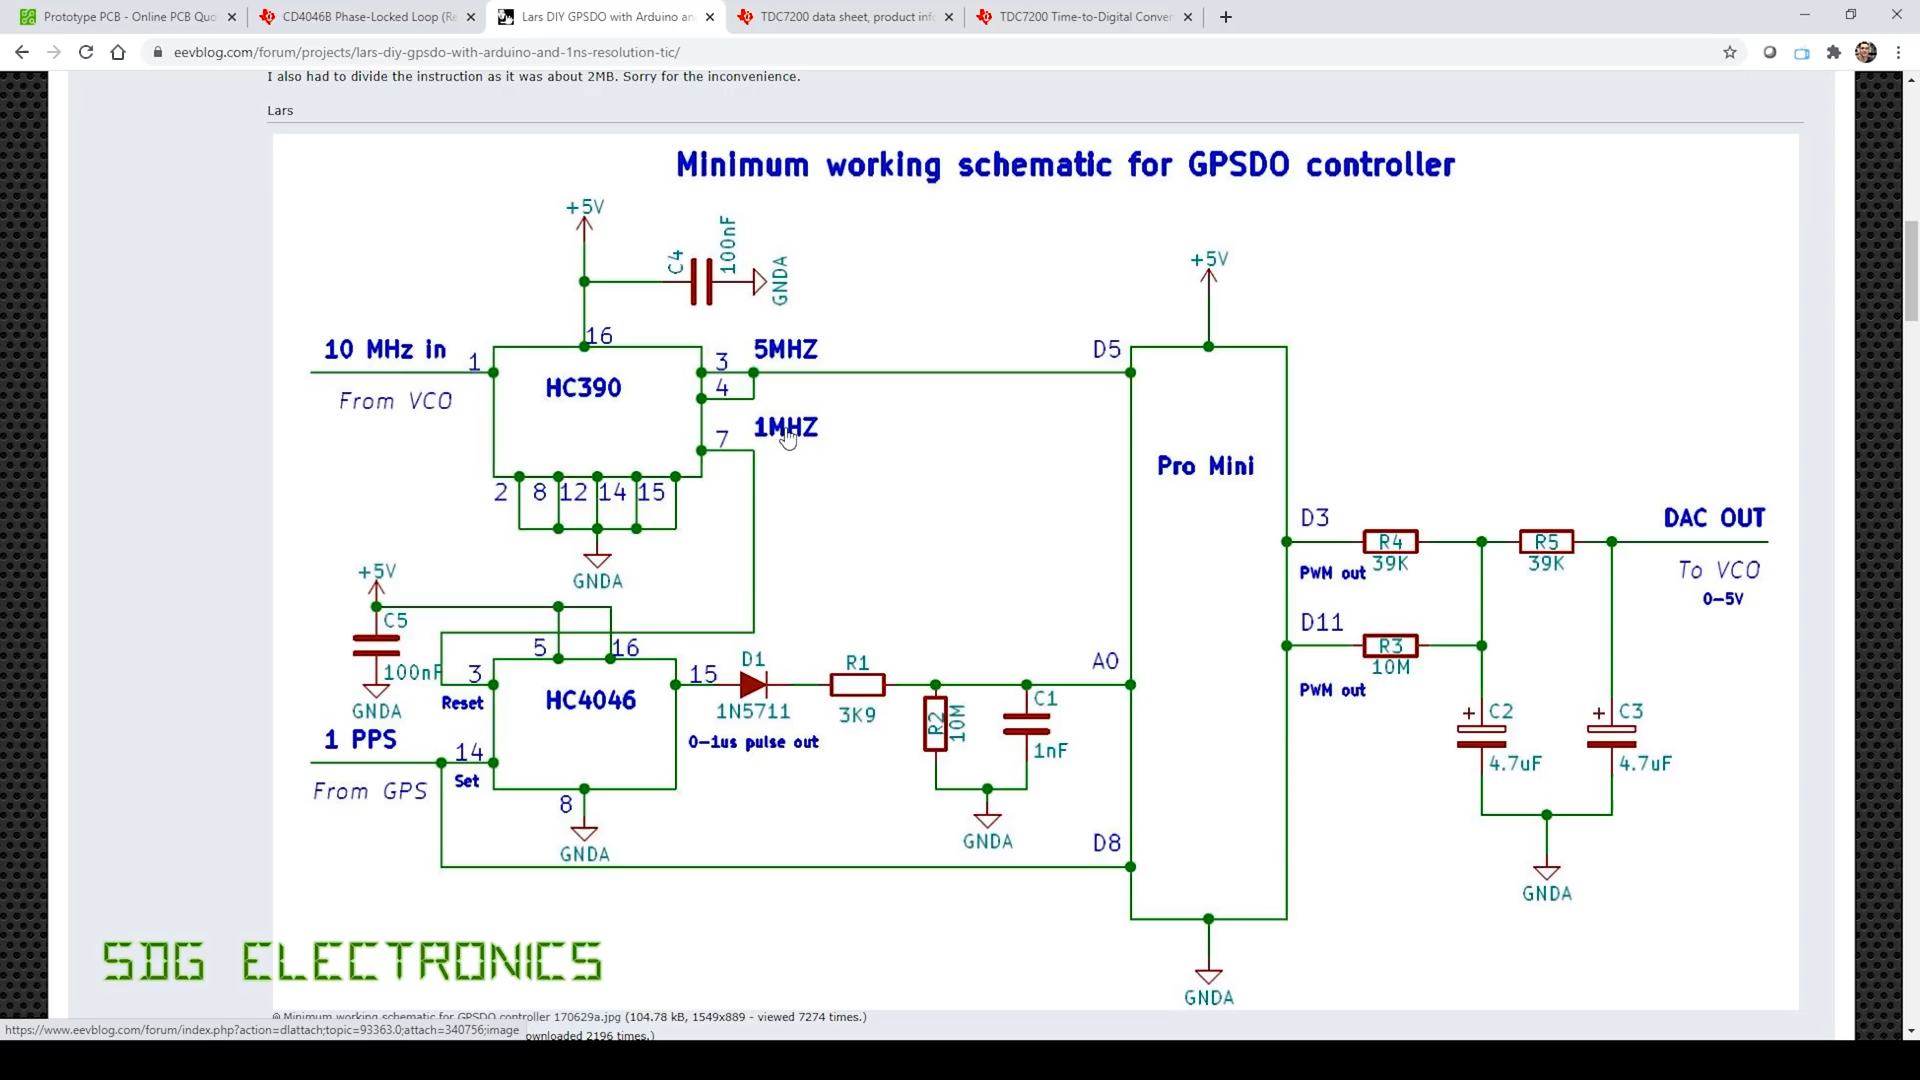 Prototype PCB - Online PCB Quo
CD4046B Phase-Locked Loop (Re
Lars DIY GPSDO with Arduino an
TDC7200 data sheet, product inf
TDC7200 Time-to-Digital Conver
eevblog.com/forum/projects/lars-diy-gpsdo-with-arduino-and-1ns-resolution-tic/
I also had to divide the instruction as it was about 2MB. Sorry for the inconvenience.
Lars
Minimum working schematic for GPSDO controller
+5V
C4
100nF
GNDA
+5V
16
10 MHz in
1
From VCO
HC390
3
5MHZ
4
1MHZ
7
D5
2 8 12 14 15
GNDA
Pro Mini
D3
R4
39K
PWM out
R5
39K
DAC OUT
To VCO
0-5V
D11
R3
10M
PWM out
+5V
C5
100nF
GNDA
5
16
3
Reset
HC4046
15
D1
1N5711
0-1us pulse out
R1
3K9
R2
10M
C1
1nF
GNDA
A0
C2
4.7uF
C3
4.7uF
GNDA
1 PPS
From GPS
14
Set
8
GNDA
D8
GNDA
SDG ELECTRONICS
Minimum working schematic for GPSDO controller 170629a.jpg (104.78 kB, 1549x889 - viewed 7274 times.)
https://www.eevblog.com/forum/index.php?action=dlattach;topic=93363.0;attach=340756;image
ownloaded 2196 times.)